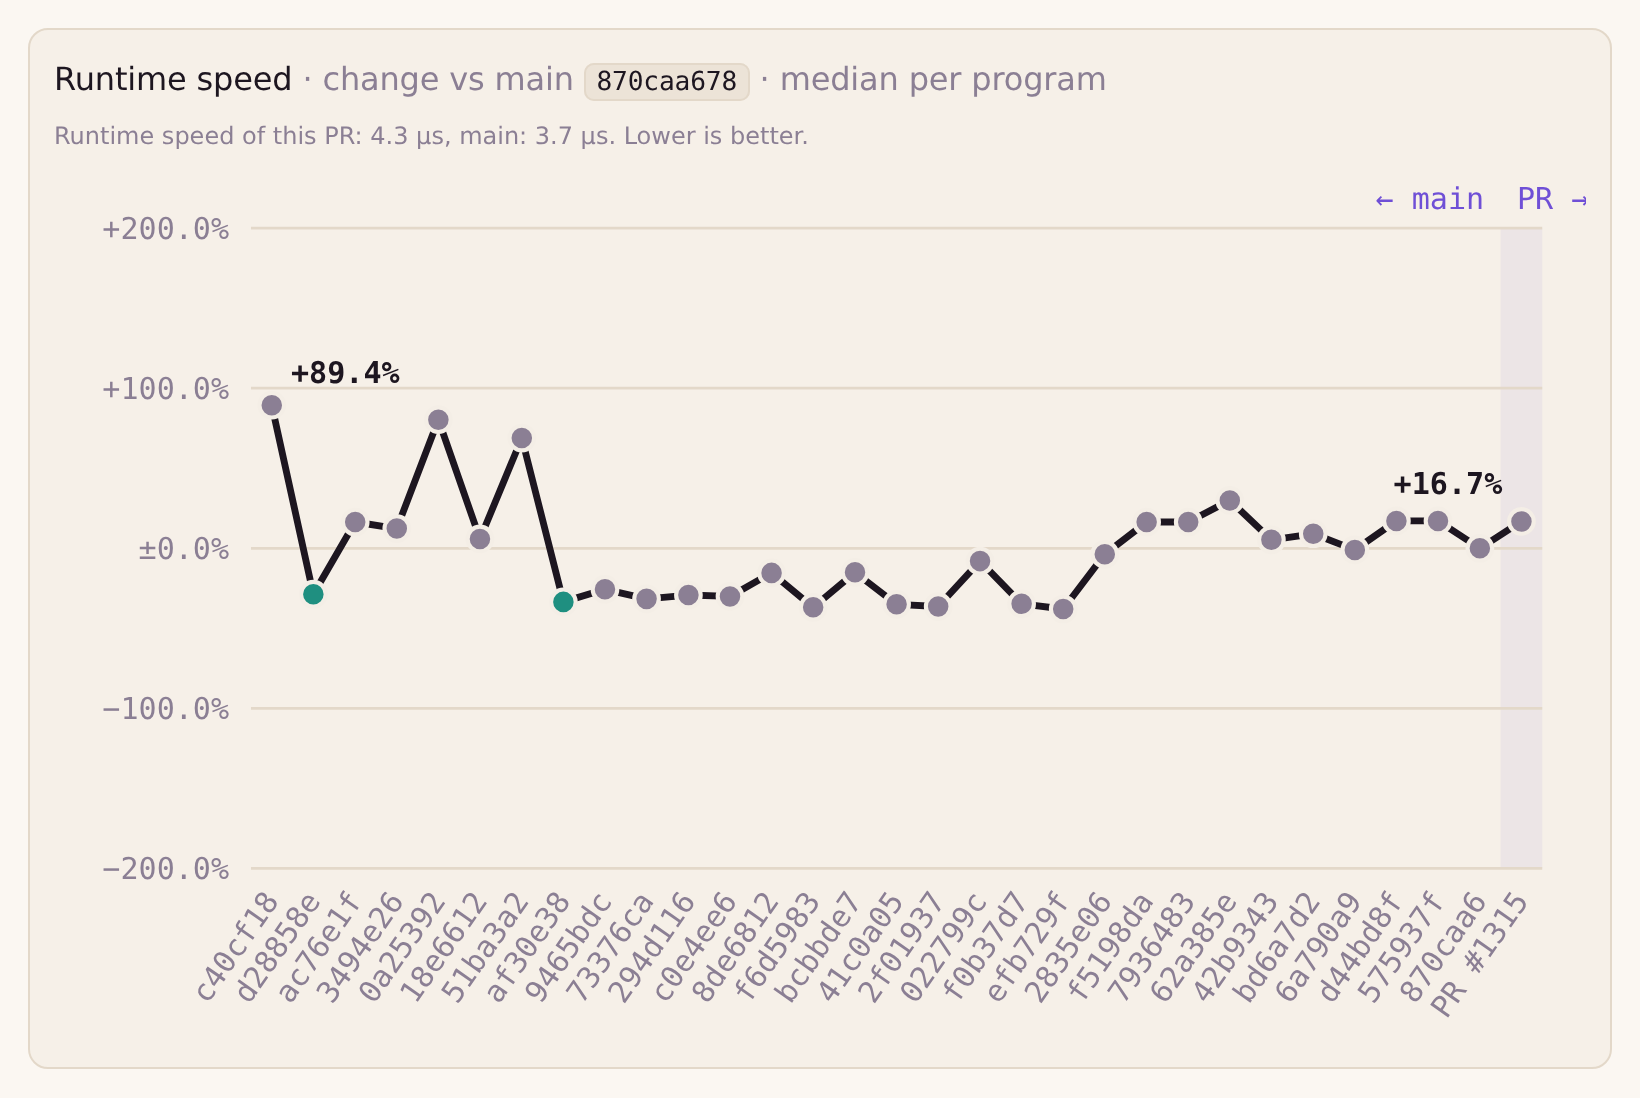 Runtime speed · change vs main 870caa678 · median per program
Runtime speed of this PR: 4.3 µs, main: 3.7 µs. Lower is better.
← main PR →
+200.0%
+100.0%
±0.0%
−100.0%
−200.0%
+89.4%
+16.7%
c40cf18
d28858e
ac76e1f
3494e26
0a25392
18e6612
51ba3a2
af30e38
9465bdc
73376ca
294d116
c0e4ee6
8de6812
f6d5983
bcbbde7
41c0a05
2f01937
022799c
f0b37d7
efb729f
2835e06
f5198da
7936483
62a385e
42b9343
bd6a7d2
6a790a9
d44bd8f
575937f
870caa6
PR #1315